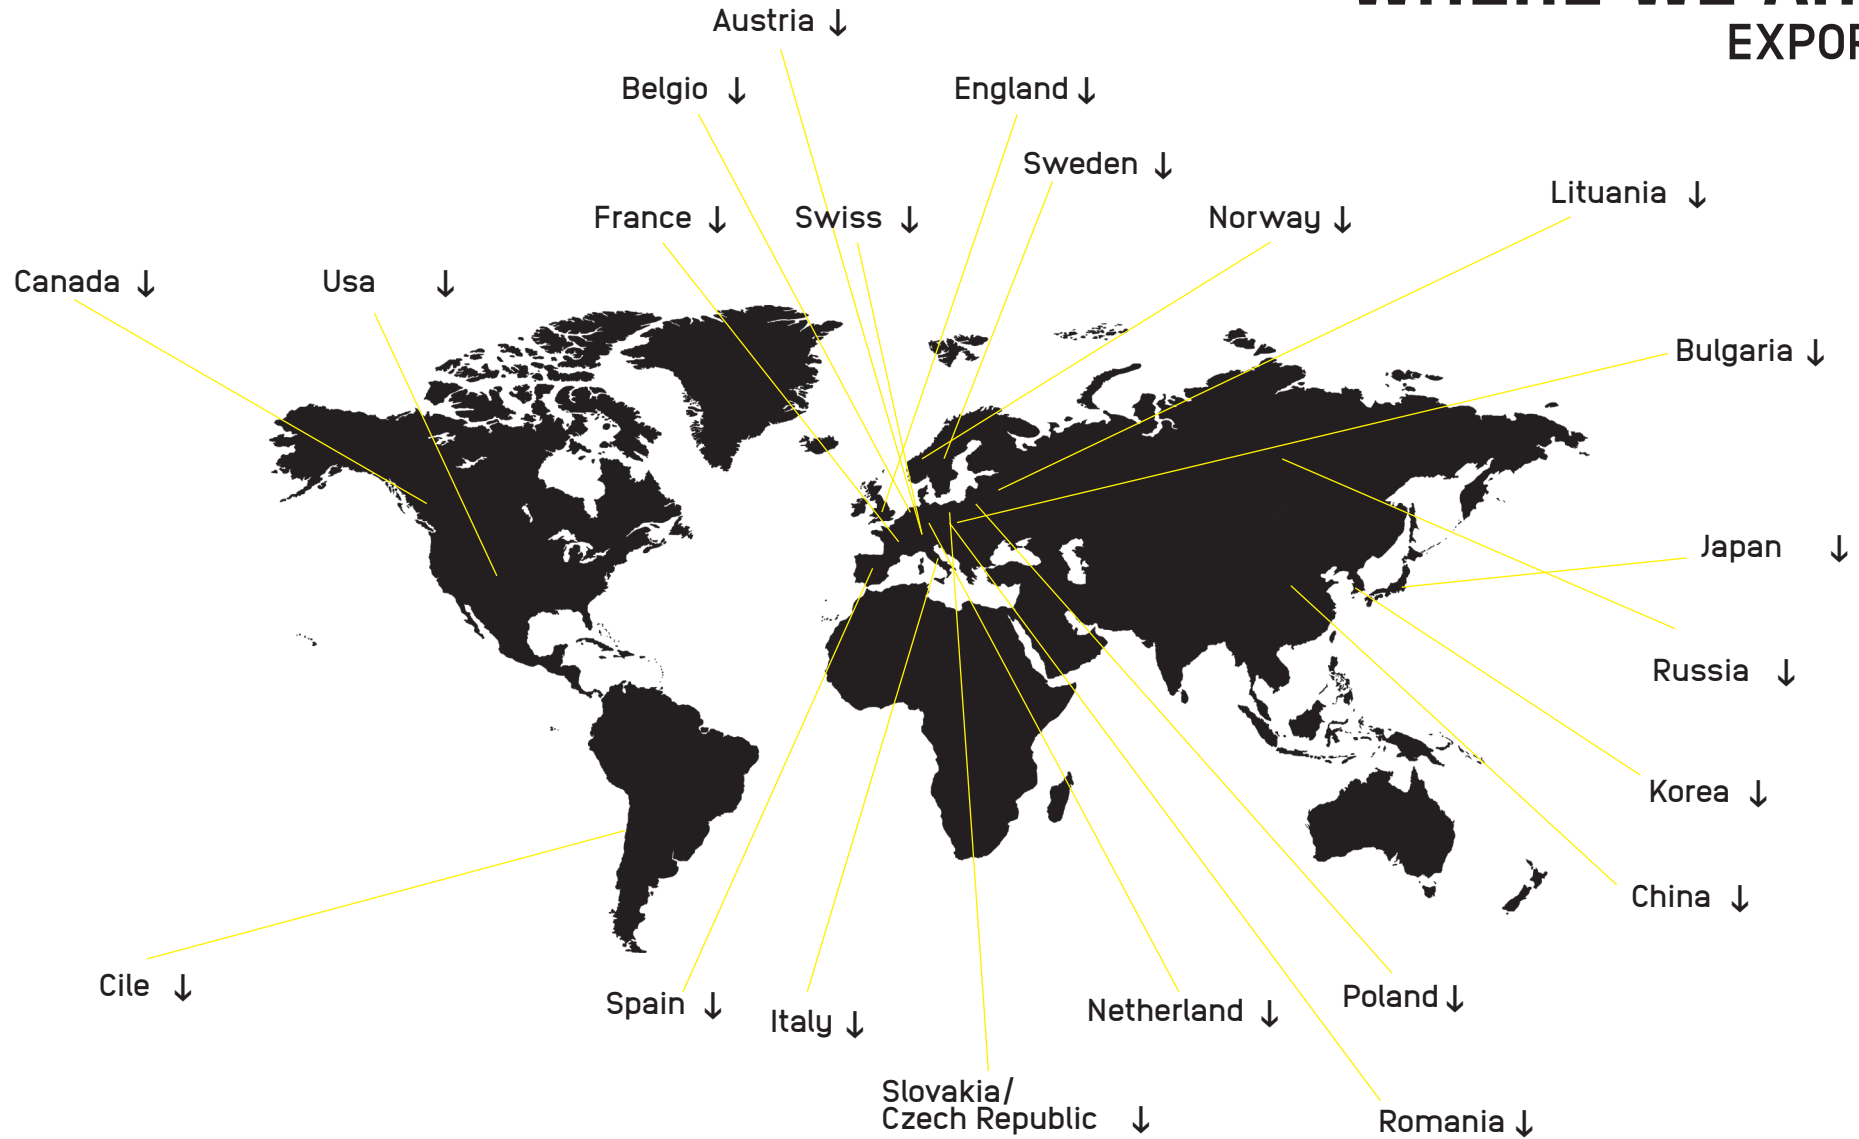 EXPOR
Austria ↓
Belgio ↓
England ↓
Sweden ↓
Lituania ↓
France ↓
Swiss ↓
Norway ↓
Canada ↓
Usa ↓
Bulgaria ↓
Japan ↓
Russia ↓
Korea ↓
China ↓
Cile ↓
Spain ↓
Italy ↓
Netherland ↓
Poland ↓
Slovakia/
Czech Republic ↓
Romania ↓